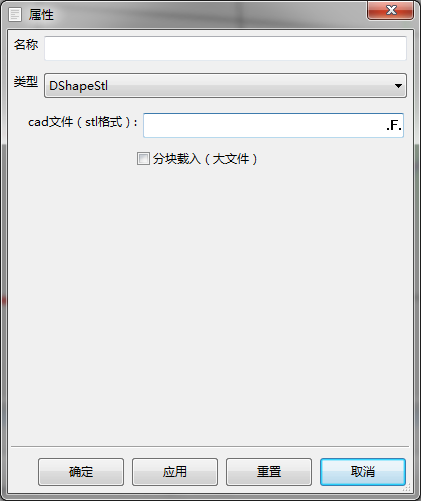 属性
名称
类型 DShapeStl
cad文件（stl格式）: .F.
分块载入（大文件）
确定 应用 重置 取消